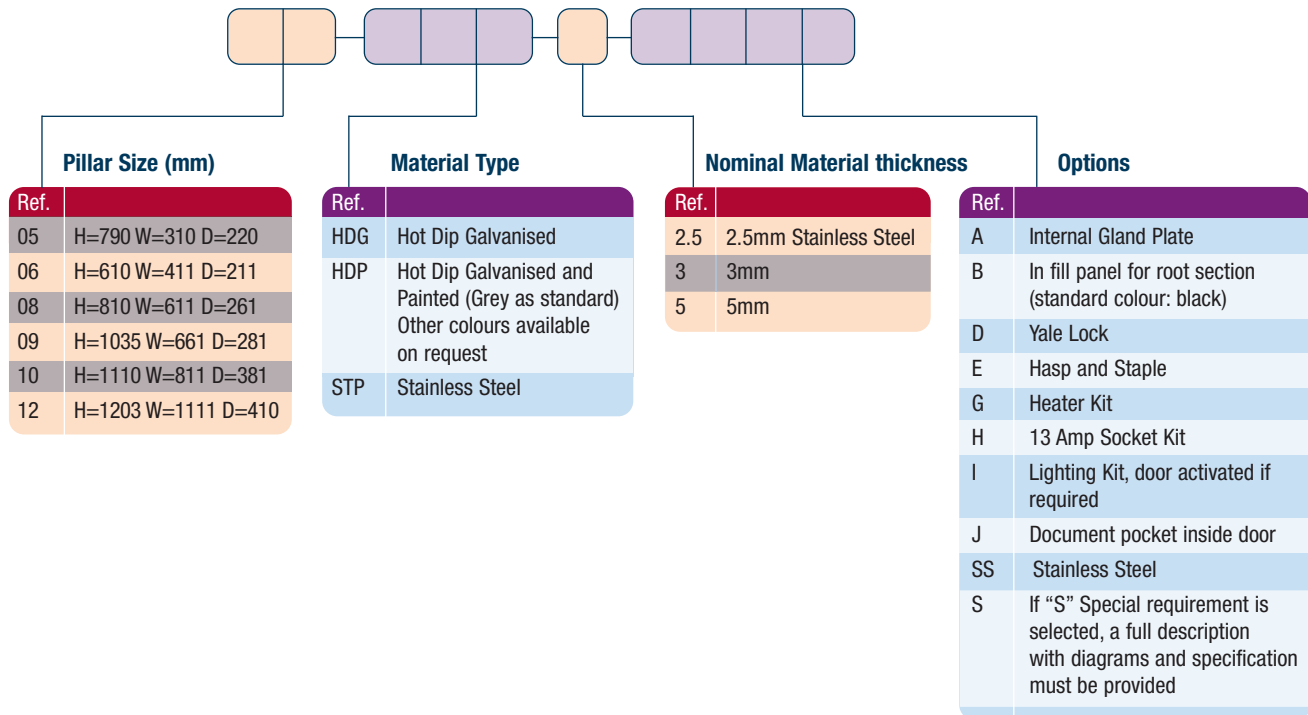 Pillar Size (mm)
Ref.
05 H=790 W=310 D=220
06 H=610 W=411 D=211
08 H=810 W=611 D=261
09 H=1035 W=661 D=281
10 H=1110 W=811 D=381
12 H=1203 W=1111 D=410
Material Type
Ref.
HDG Hot Dip Galvanised
HDP Hot Dip Galvanised and
Painted (Grey as standard)
Other colours available
on request
STP Stainless Steel
Nominal Material thickness
Ref.
2.5 2.5mm Stainless Steel
3 3mm
5 5mm
Options
Ref.
A Internal Gland Plate
B In fill panel for root section
(standard colour: black)
D Yale Lock
E Hasp and Staple
G Heater Kit
H 13 Amp Socket Kit
I Lighting Kit, door activated if
required
J Document pocket inside door
SS Stainless Steel
S If “S” Special requirement is
selected, a full description
with diagrams and specification
must be provided